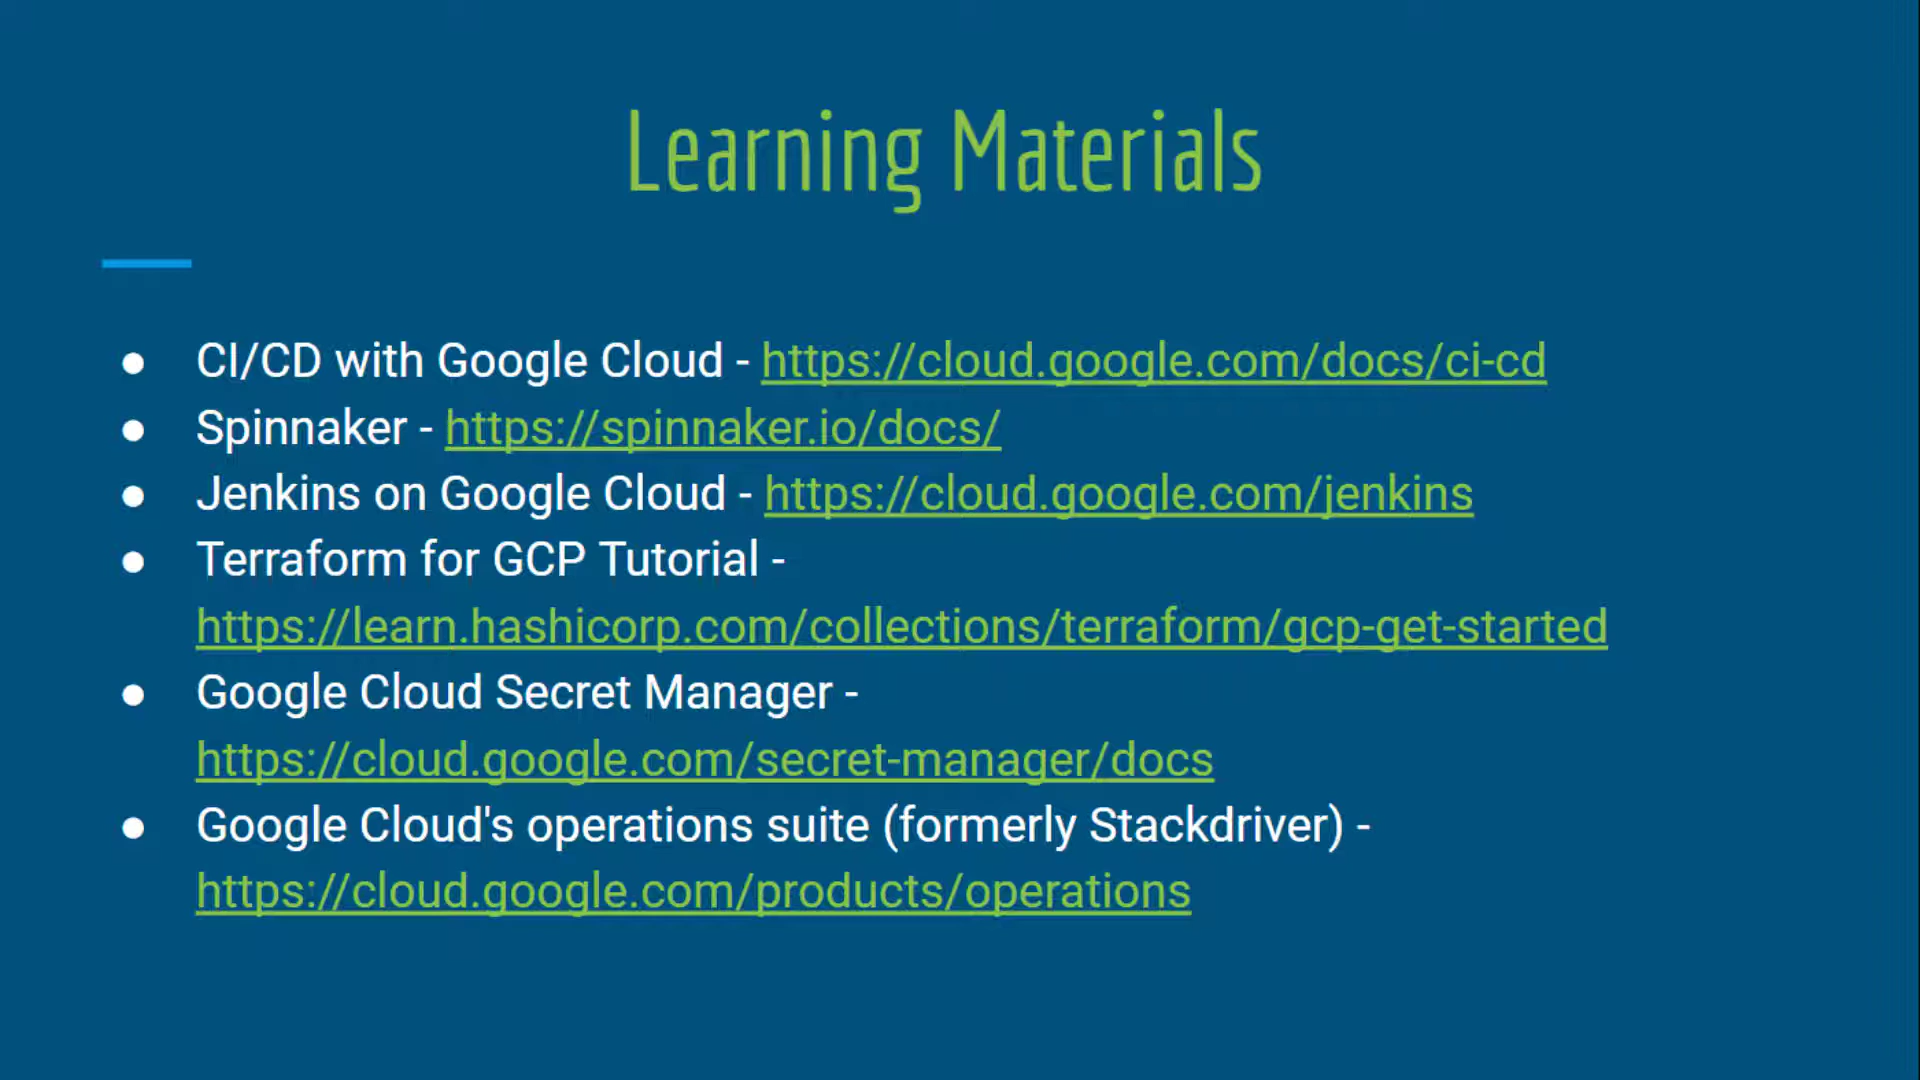 Learning Materials
● CI/CD with Google Cloud - https://cloud.google.com/docs/ci-cd
● Spinnaker - https://spinnaker.io/docs/
● Jenkins on Google Cloud - https://cloud.google.com/jenkins
● Terraform for GCP Tutorial -
https://learn.hashicorp.com/collections/terraform/gcp-get-started
● Google Cloud Secret Manager -
https://cloud.google.com/secret-manager/docs
● Google Cloud's operations suite (formerly Stackdriver) -
https://cloud.google.com/products/operations